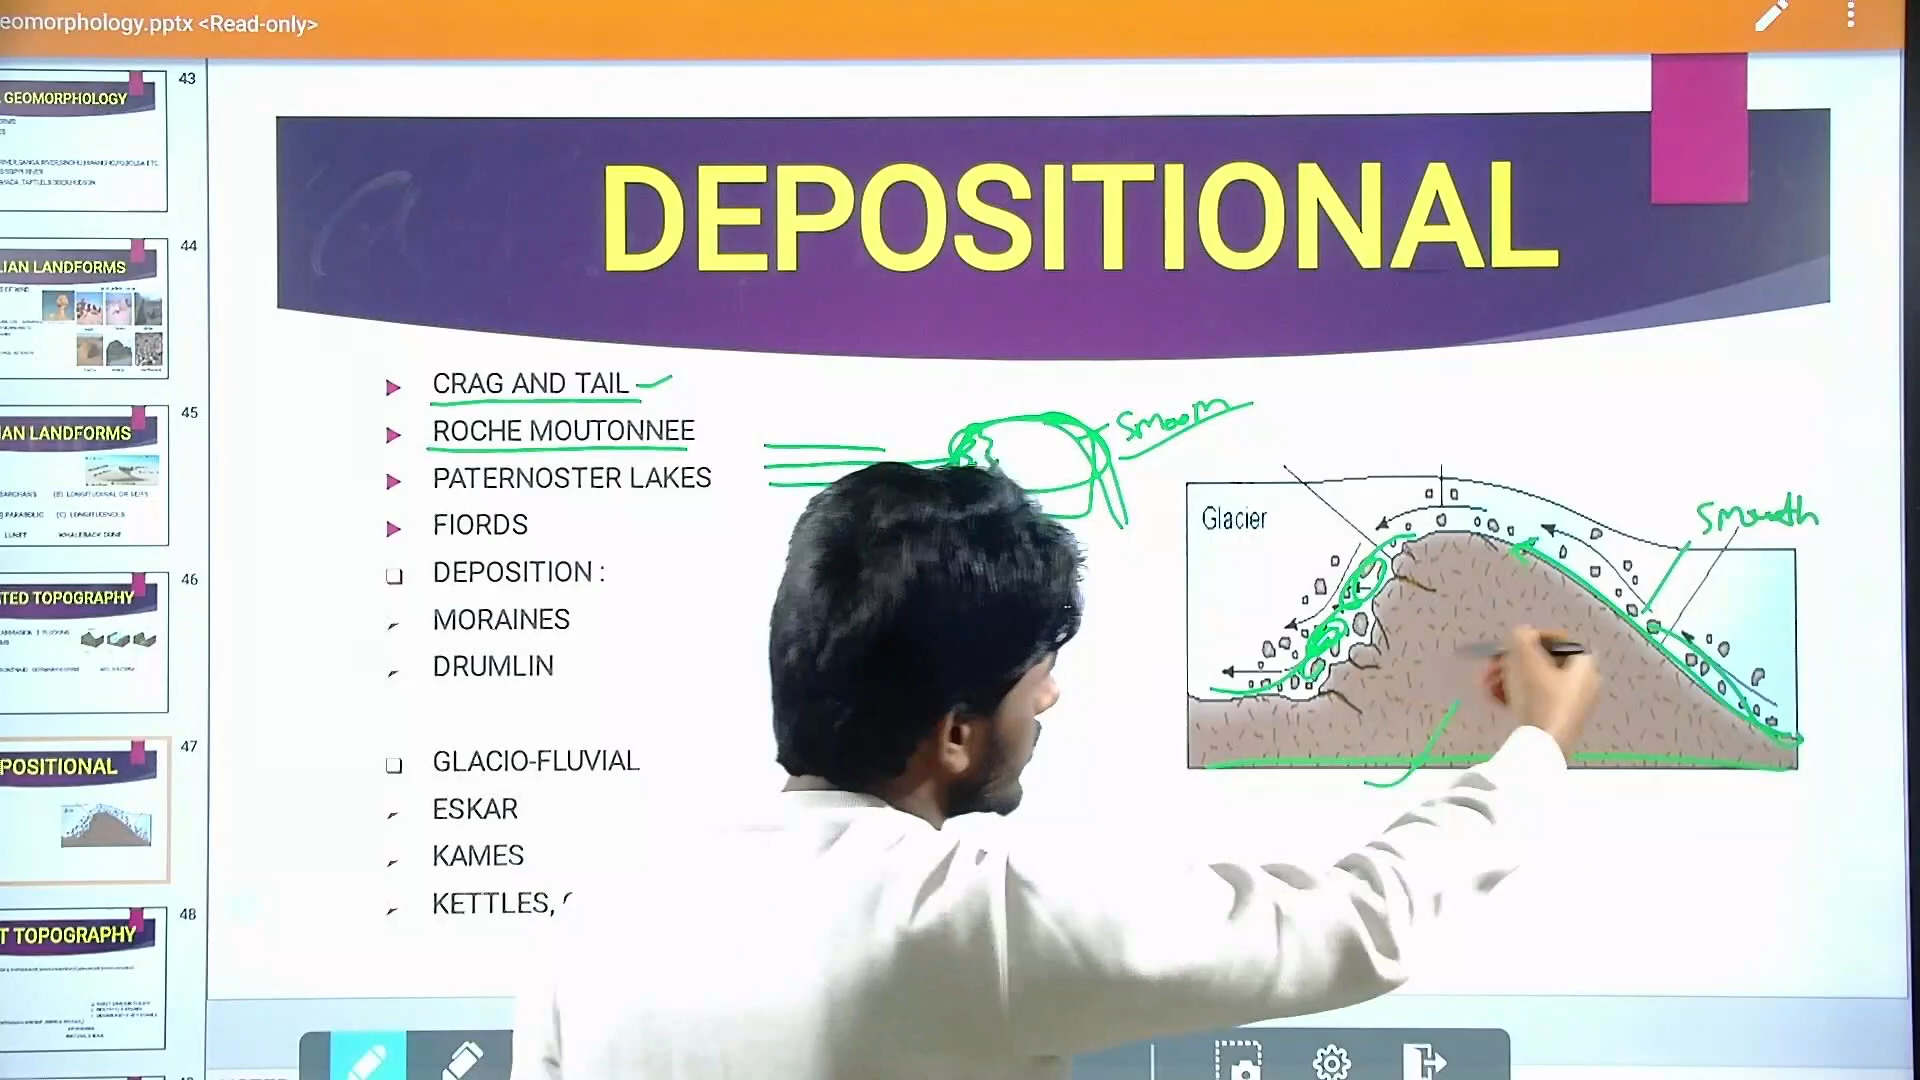 eomorphology.pptx <Read-only>
43
GEOMORPHOLOGY
44
LIAN LANDFORMS
45
IAN LANDFORMS
46
TED TOPOGRAPHY
47
POSITIONAL
48
T TOPOGRAPHY
DEPOSITIONAL
CRAG AND TAIL
ROCHE MOUTONNEE
PATERNOSTER LAKES
FIORDS
DEPOSITION :
MORAINES
DRUMLIN
GLACIO-FLUVIAL
ESKAR
KAMES
KETTLES,
Smooth
Glacier
Smooth